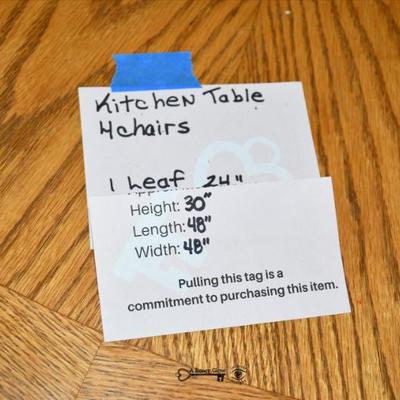 Kitchen Table
4chairs
1 Leaf 24"
Height: 30"
Length: 48"
Width: 48"
Pulling this tag is a
commitment to purchasing this item.